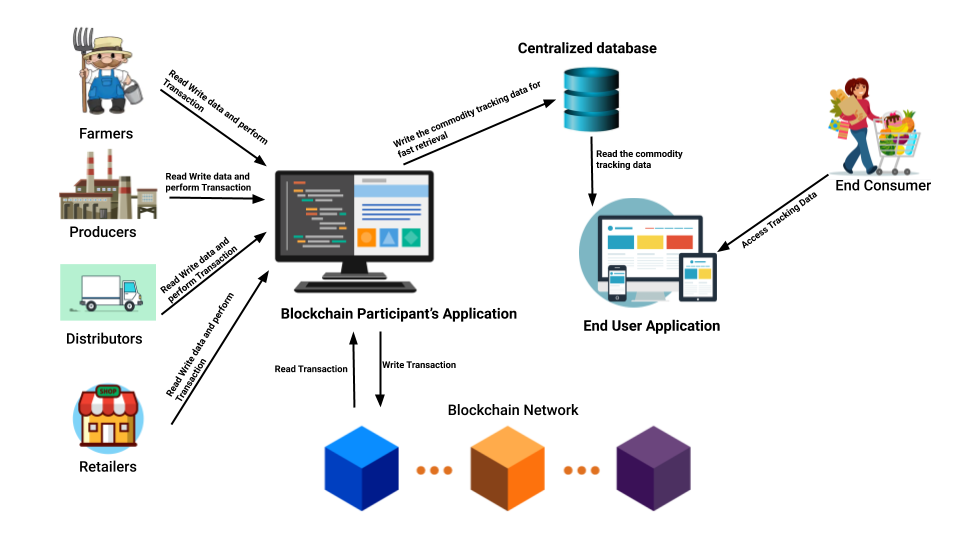 Centralized database
Read Write data and perform
Transaction
Farmers
Write the commodity tracking data for
fast retrieval
Read the commodity
tracking data
Read Write data and
perform Transaction
End Consumer
Producers
Access Tracking Data
Read Write data and
perform Transaction
Distributors
Blockchain Participant's Application
End User Application
Read Write data and perform
Transaction
Read Transaction
Write Transaction
SHOP
Retailers
Blockchain Network